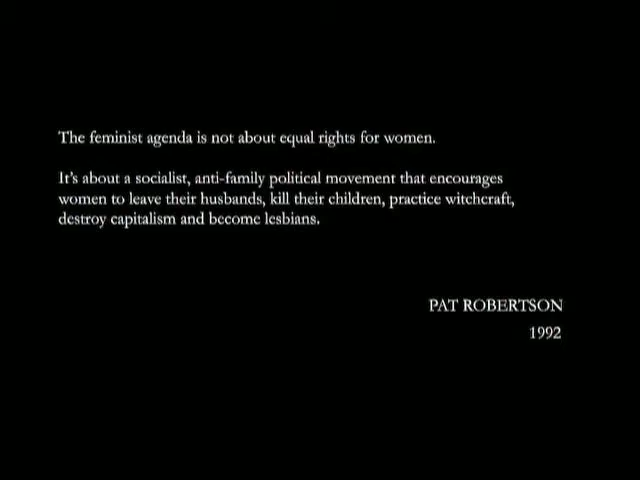 The feminist agenda is not about equal rights for women.
It's about a socialist, anti-family political movement that encourages
women to leave their husbands, kill their children, practice witchcraft,
destroy capitalism and become lesbians.
PAT ROBERTSON
1992